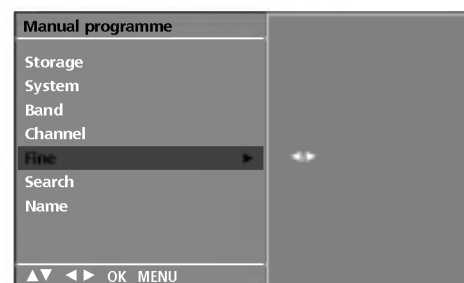 Manual programme
Storage
System
Band
Channel
Fine
Search
Name
▲▼ ◄► OK MENU